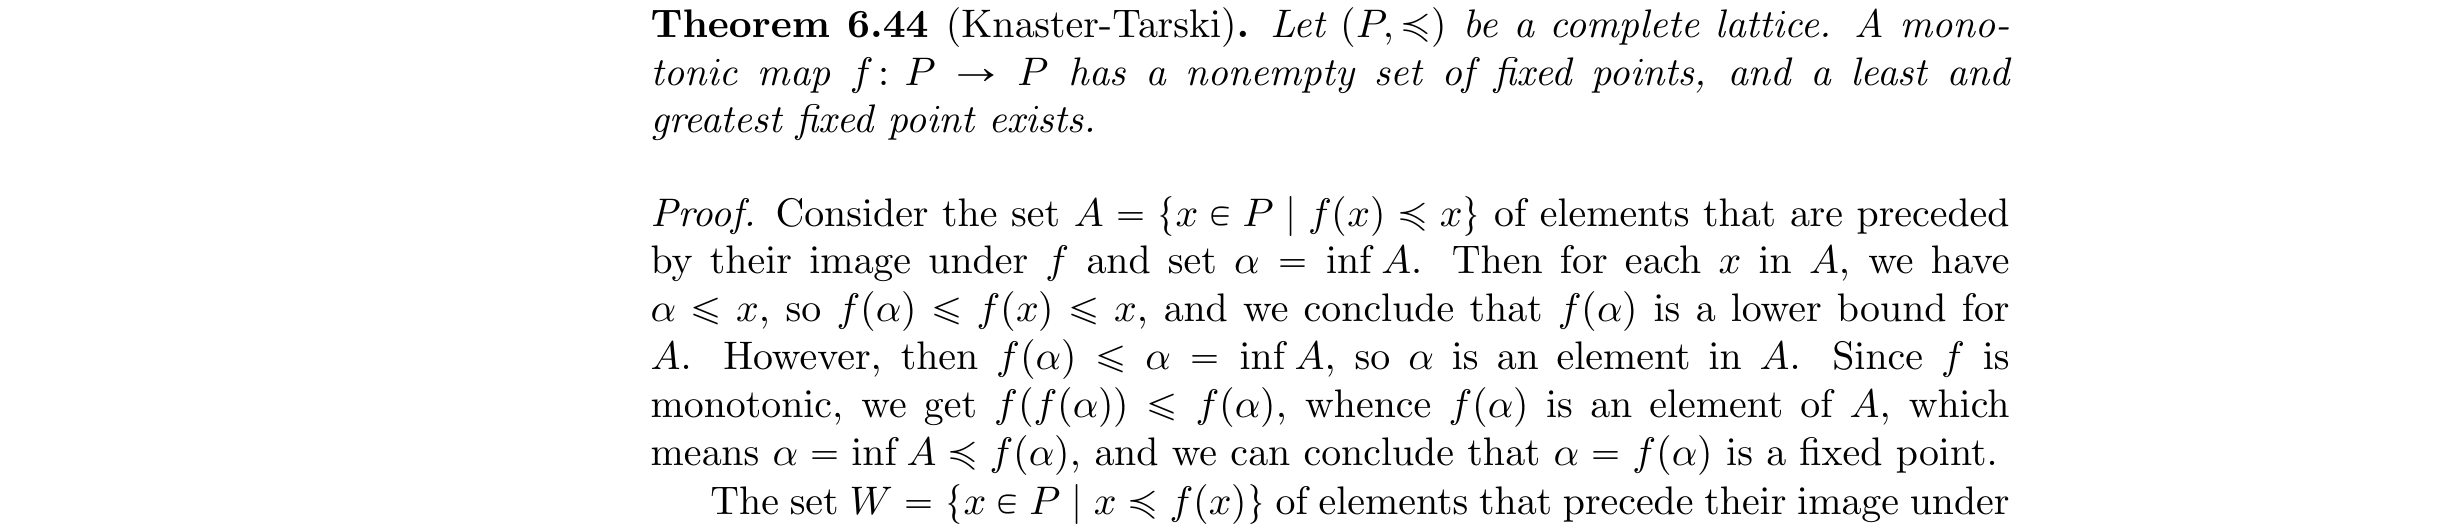 Theorem 6.44 (Knaster-Tarski). Let (P, ≼) be a complete lattice. A mono-
tonic map f : P → P has a nonempty set of fixed points, and a least and
greatest fixed point exists.
Proof. Consider the set A = {x ∈ P | f(x) ≼ x} of elements that are preceded
by their image under f and set α = inf A. Then for each x in A, we have
α ⩽ x, so f(α) ⩽ f(x) ⩽ x, and we conclude that f(α) is a lower bound for
A. However, then f(α) ⩽ α = inf A, so α is an element in A. Since f is
monotonic, we get f(f(α)) ⩽ f(α), whence f(α) is an element of A, which
means α = inf A ≼ f(α), and we can conclude that α = f(α) is a fixed point.
The set W = {x ∈ P | x ≼ f(x)} of elements that precede their image under